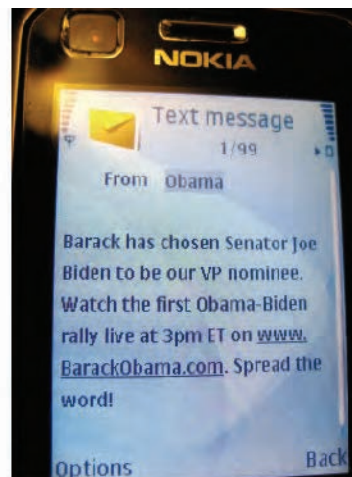 NOKIA
Text message
1/99
From Obama
Barack has chosen Senator Joe
Biden to be our VP nominee.
Watch the first Obama-Biden
rally live at 3pm ET on www.
BarackObama.com. Spread the
word!
Options Back